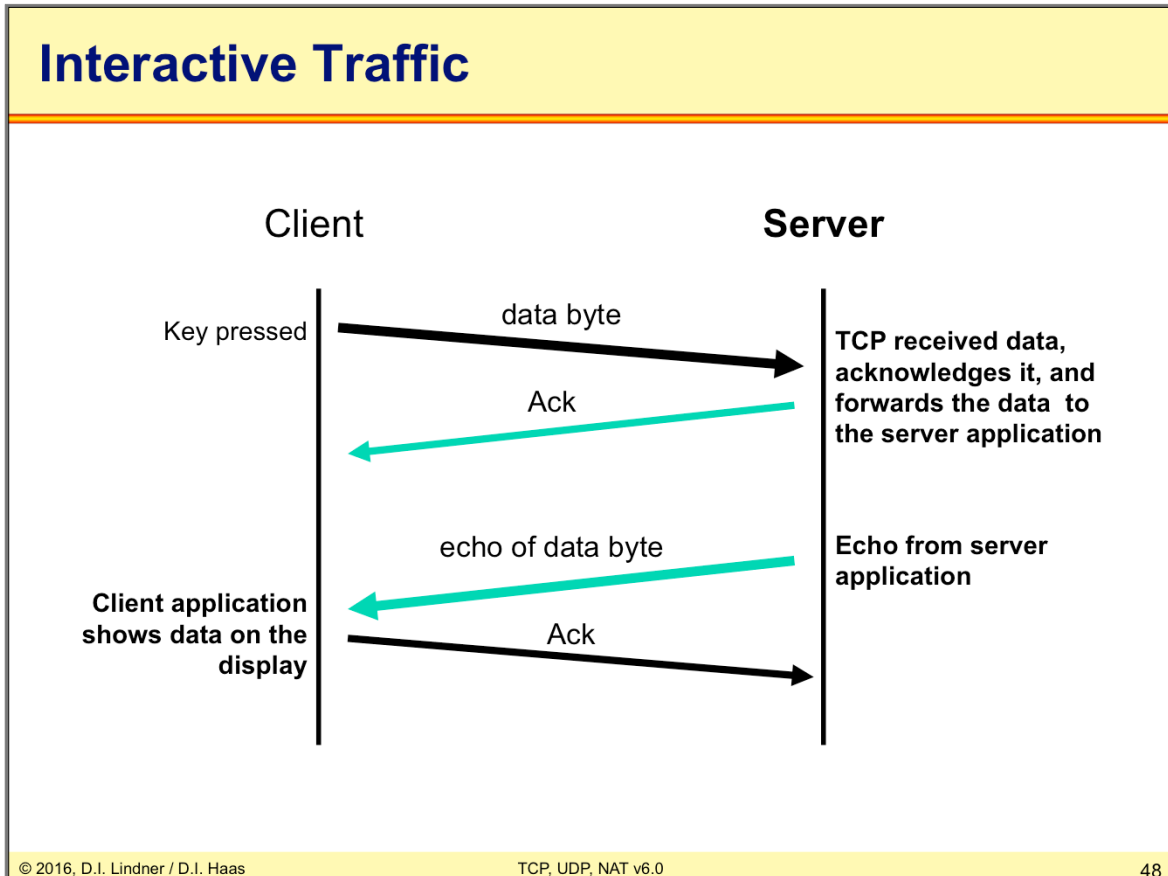 Interactive Traffic
Client
Server
Key pressed
data byte
TCP received data,
acknowledges it, and
forwards the data to
the server application
Ack
echo of data byte
Echo from server
application
Client application
shows data on the
display
Ack
© 2016, D.I. Lindner / D.I. Haas
TCP, UDP, NAT v6.0
48